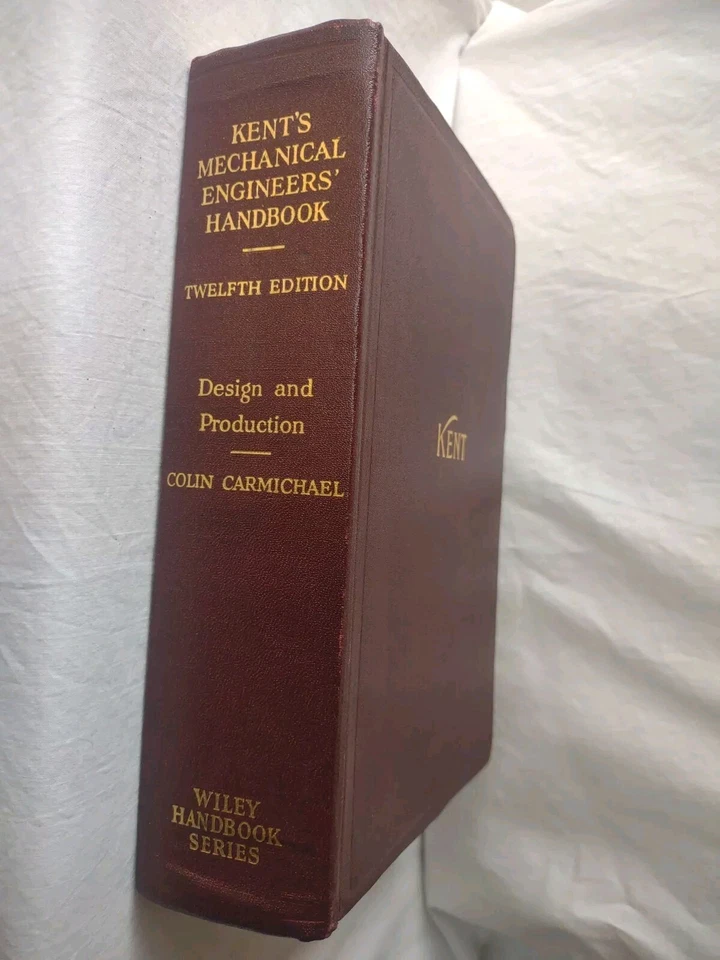 KENT'S
MECHANICAL
ENGINEERS'
HANDBOOK
TWELFTH EDITION
Design and
Production
COLIN CARMICHAEL
WILEY
HANDBOOK
SERIES
KENT